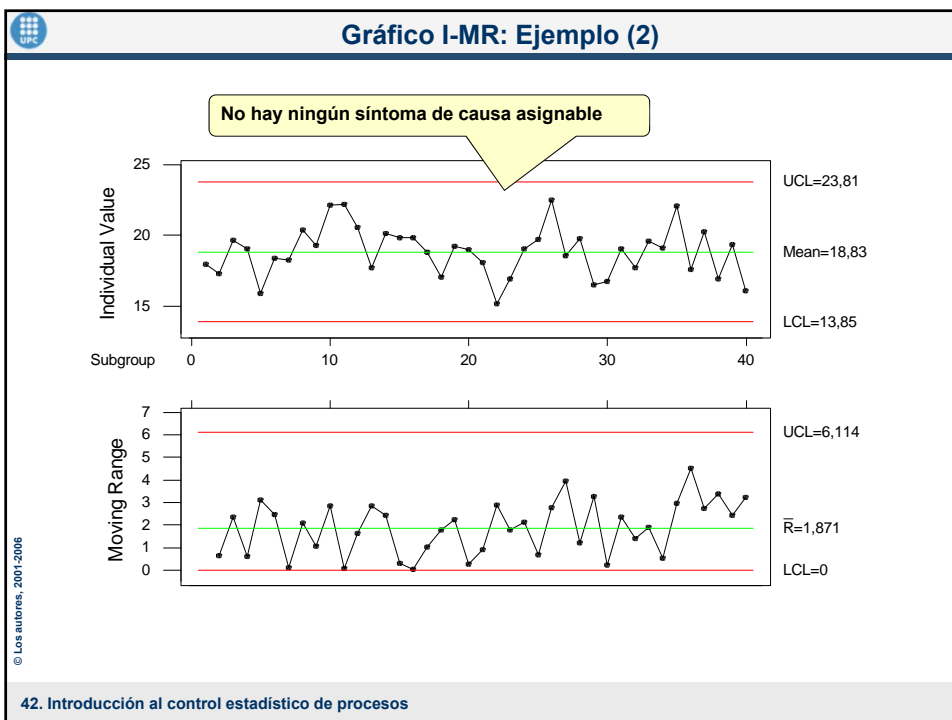 UPC
Gráfico I-MR: Ejemplo (2)
No hay ningún síntoma de causa asignable
Individual Value
25
20
15
UCL=23,81
Mean=18,83
LCL=13,85
Subgroup 0 10 20 30 40
Moving Range
7
6
5
4
3
2
1
0
UCL=6,114
R̅=1,871
LCL=0
© Los autores, 2001-2006
42. Introducción al control estadístico de procesos